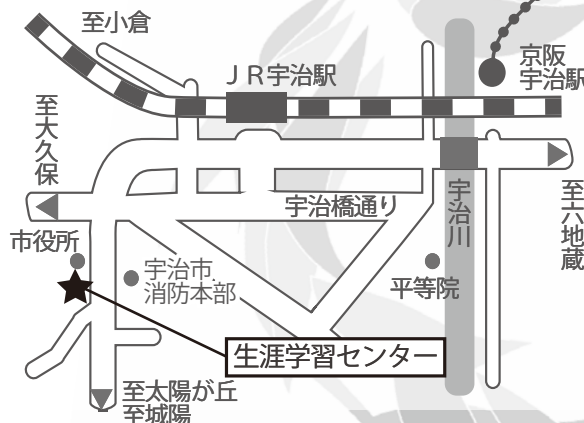 至小倉
京阪
宇治駅
ＪＲ宇治駅
至大久保
宇治橋通り
宇治川
至六地蔵
市役所
宇治市
消防本部
平等院
生涯学習センター
至太陽が丘
至城陽